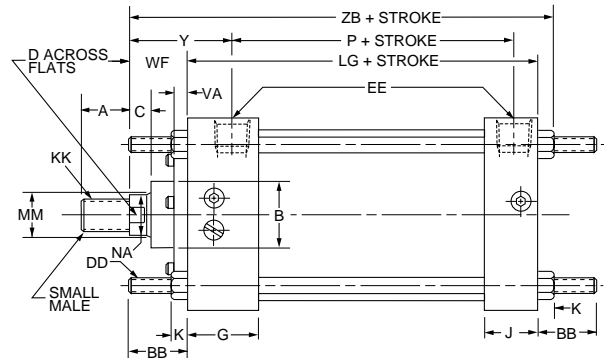 ZB + STROKE
Y
P + STROKE
D ACROSS
FLATS
WF
LG + STROKE
VA
EE
A
C
KK
MM
B
NA
DD
SMALL
MALE
K
G
J
K
BB
BB